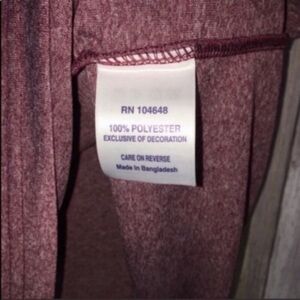 RN 104648
100% POLYESTER
EXCLUSIVE OF DECORATION
CARE ON REVERSE
Made in Bangladesh